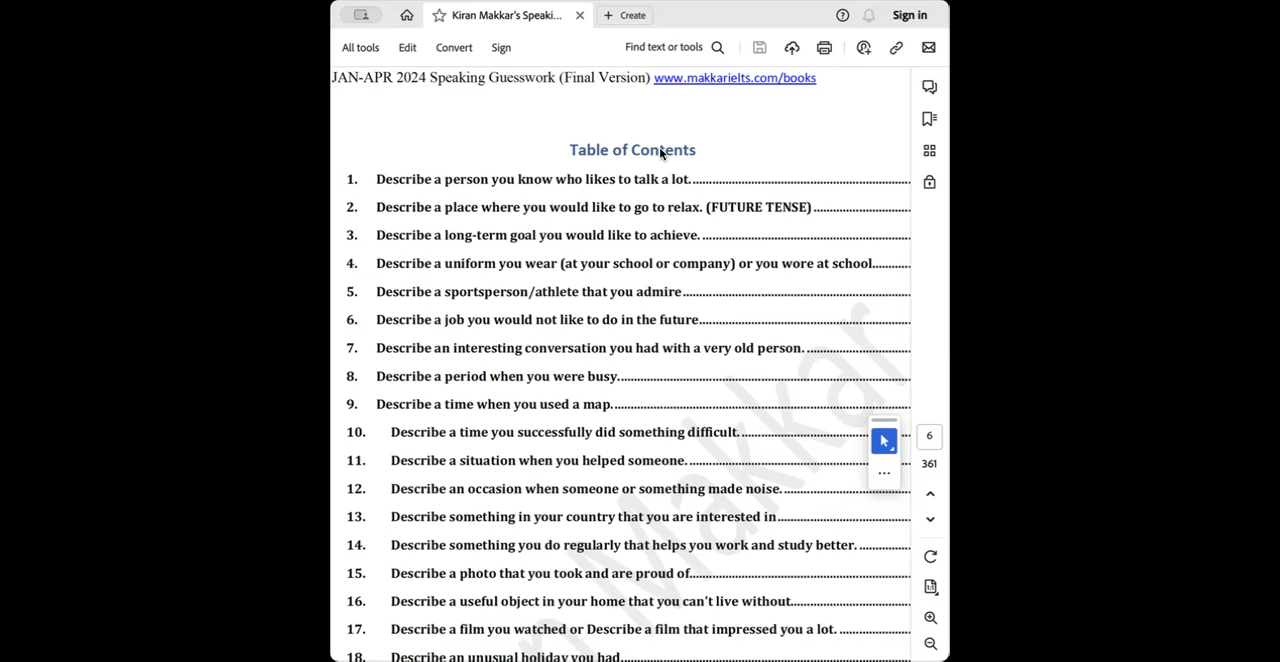 Kiran Makkar's Speaki...
Create
Sign in
All tools
Edit
Convert
Sign
Find text or tools
JAN-APR 2024 Speaking Guesswork (Final Version) www.makkarielts.com/books
Table of Contents
1. Describe a person you know who likes to talk a lot.
2. Describe a place where you would like to go to relax. (FUTURE TENSE)
3. Describe a long-term goal you would like to achieve.
4. Describe a uniform you wear (at your school or company) or you wore at school
5. Describe a sportsperson/athlete that you admire
6. Describe a job you would not like to do in the future
7. Describe an interesting conversation you had with a very old person.
8. Describe a period when you were busy.
9. Describe a time when you used a map.
10. Describe a time you successfully did something difficult.
11. Describe a situation when you helped someone.
12. Describe an occasion when someone or something made noise.
13. Describe something in your country that you are interested in
14. Describe something you do regularly that helps you work and study better.
15. Describe a photo that you took and are proud of
16. Describe a useful object in your home that you can't live without
17. Describe a film you watched or Describe a film that impressed you a lot.
18. Describe an unusual holiday you had
6
361
n Makkar